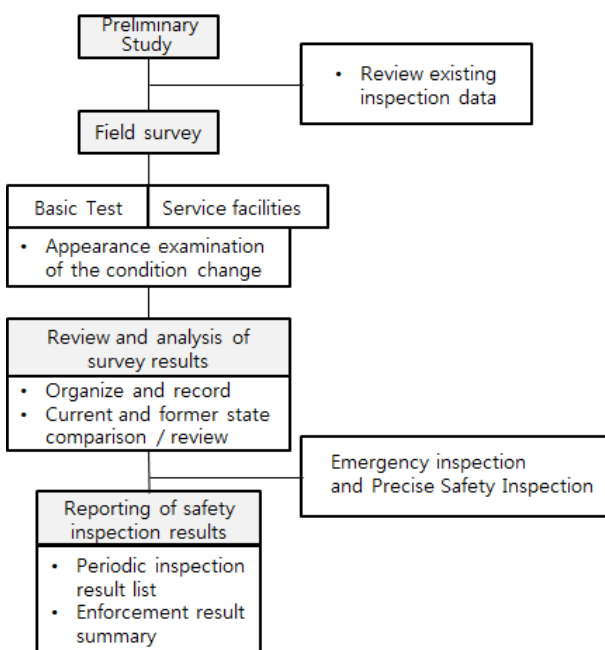 Preliminary
Study
• Review existing
inspection data
Field survey
Basic Test
Service facilities
• Appearance examination
of the condition change
Review and analysis of
survey results
• Organize and record
• Current and former state
comparison / review
Emergency inspection
and Precise Safety Inspection
Reporting of safety
inspection results
• Periodic inspection
result list
• Enforcement result
summary